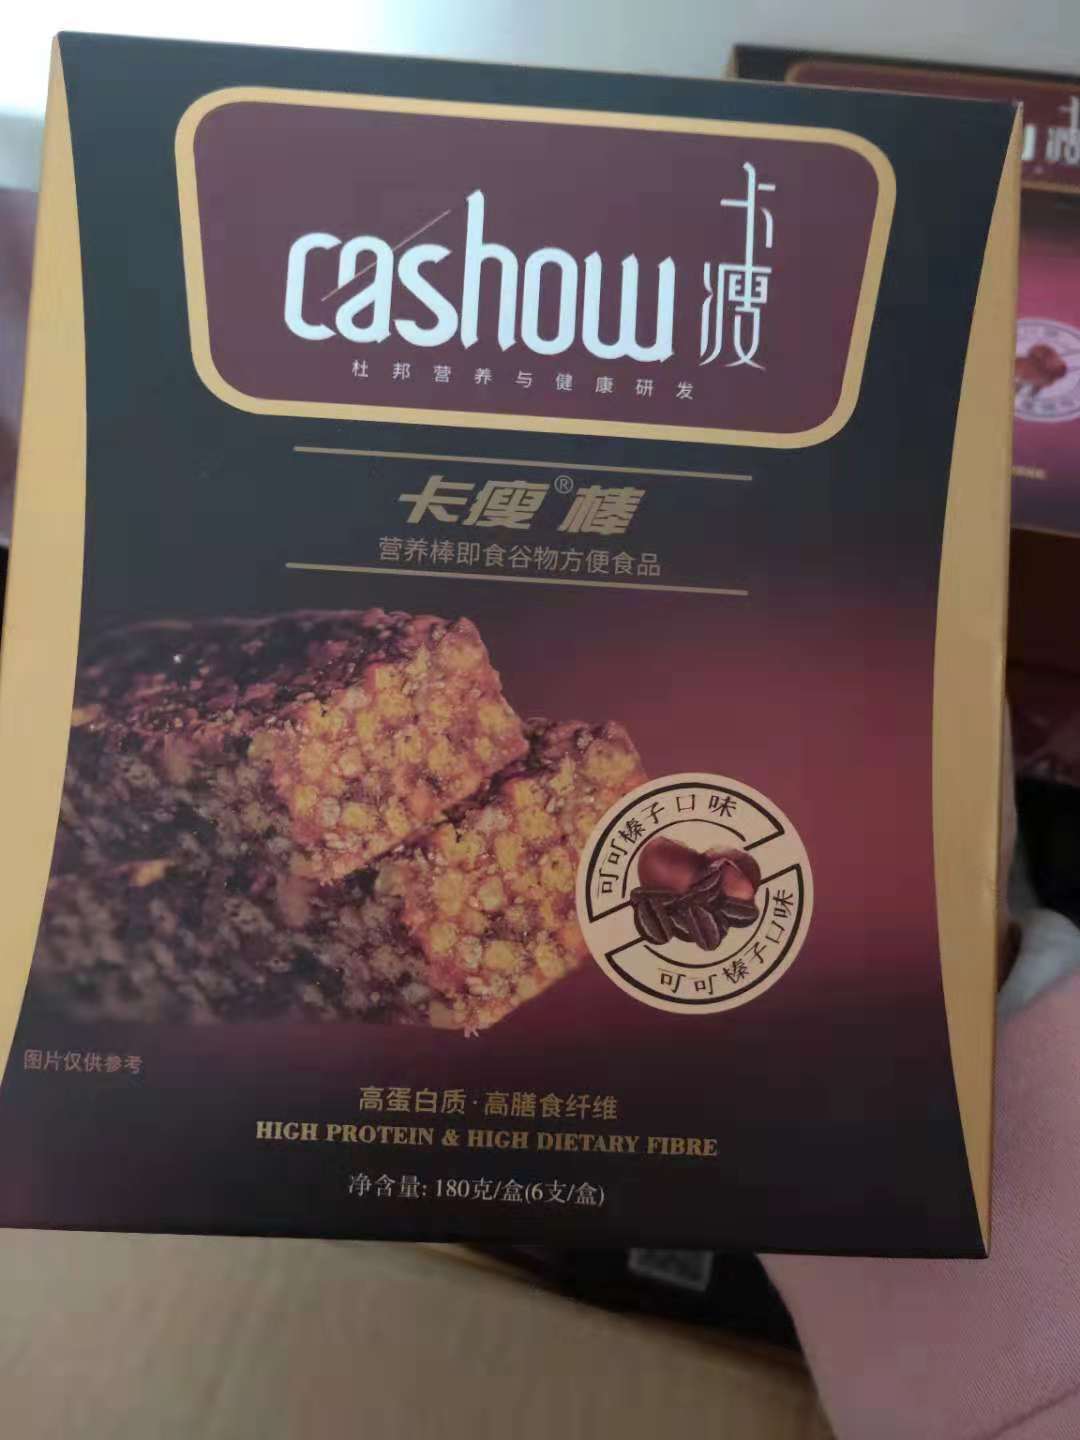 cashow 卡瘦
杜邦营养与健康研发
卡瘦®棒
营养棒即食谷物方便食品
可可榛子口味
可可榛子口味
图片仅供参考
高蛋白质·高膳食纤维
HIGH PROTEIN & HIGH DIETARY FIBRE
净含量: 180克/盒(6支/盒)